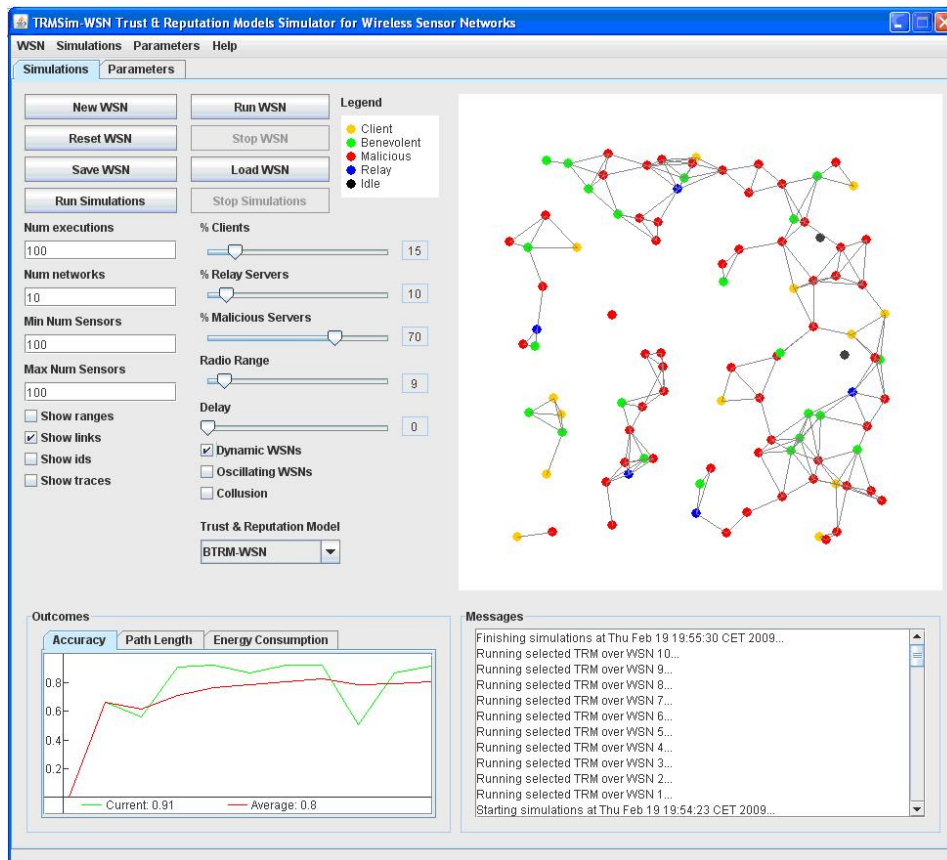 TRMSim-WSN Trust & Reputation Models Simulator for Wireless Sensor Networks
WSN Simulations Parameters Help
Simulations Parameters
New WSN Run WSN
Reset WSN Stop WSN
Save WSN Load WSN
Run Simulations Stop Simulations
Legend
Client
Benevolent
Malicious
Relay
Idle
Num executions
100
Num networks
10
Min Num Sensors
100
Max Num Sensors
100
Show ranges
Show links
Show ids
Show traces
% Clients
15
% Relay Servers
10
% Malicious Servers
70
Radio Range
9
Delay
0
Dynamic WSNs
Oscillating WSNs
Collusion
Trust & Reputation Model
BTRM-WSN
Outcomes
Accuracy Path Length Energy Consumption
0.8
0.6
0.4
0.2
Current: 0.91 Average: 0.8
Messages
Finishing simulations at Thu Feb 19 19:55:30 CET 2009...
Running selected TRM over WSN 10...
Running selected TRM over WSN 9...
Running selected TRM over WSN 8...
Running selected TRM over WSN 7...
Running selected TRM over WSN 6...
Running selected TRM over WSN 5...
Running selected TRM over WSN 4...
Running selected TRM over WSN 3...
Running selected TRM over WSN 2...
Running selected TRM over WSN 1...
Starting simulations at Thu Feb 19 19:54:23 CET 2009...